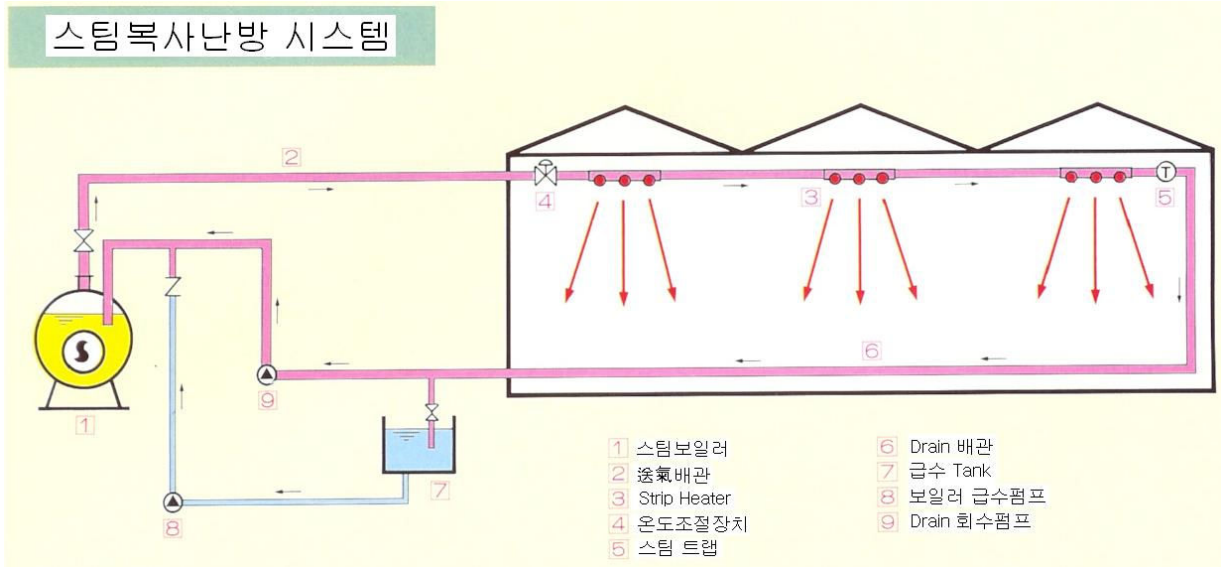 스팀복사난방 시스템
2
4
3
5
T
S
6
9
1
7
8
1 스팀보일러
2 送氣배관
3 Strip Heater
4 온도조절장치
5 스팀 트랩
6 Drain 배관
7 급수 Tank
8 보일러 급수펌프
9 Drain 회수펌프